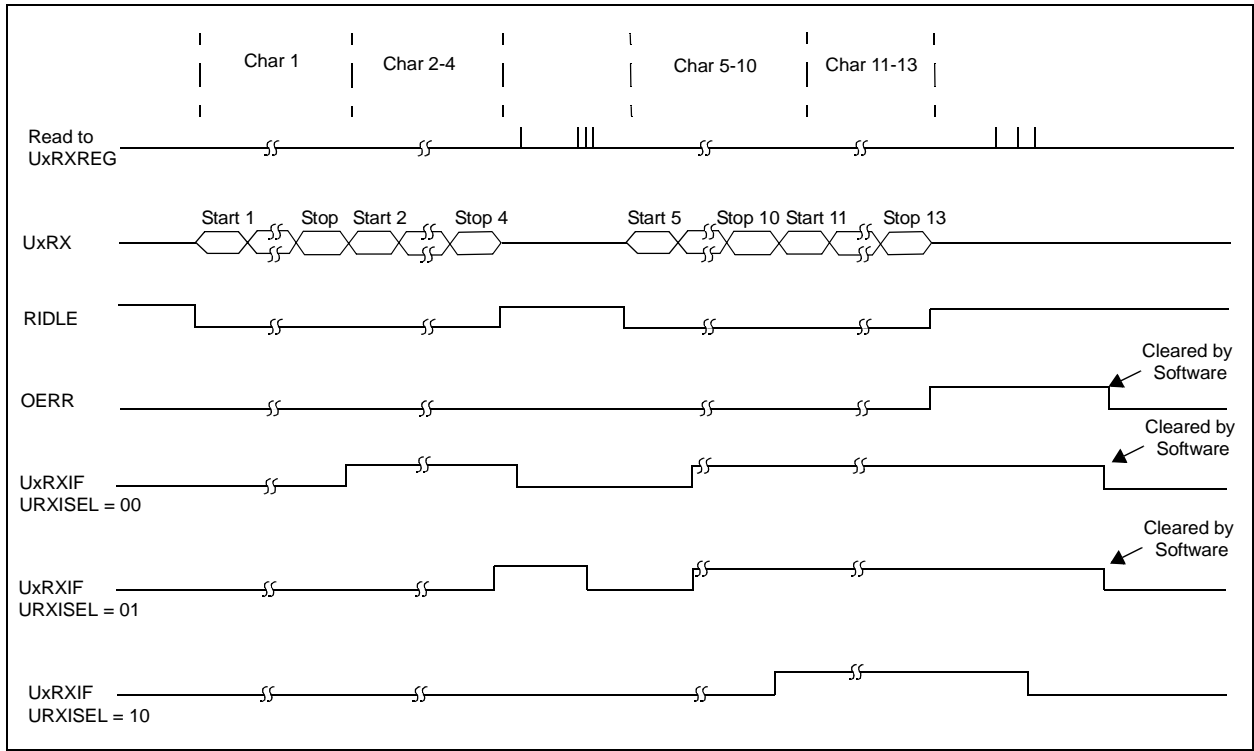 Char 1
Char 2-4
Char 5-10
Char 11-13
Read to
UxRXREG
Start 1
Stop
Start 2
Stop 4
Start 5
Stop 10
Start 11
Stop 13
UxRX
RIDLE
Cleared by
Software
OERR
Cleared by
Software
UxRXIF
URXISEL = 00
Cleared by
Software
UxRXIF
URXISEL = 01
UxRXIF
URXISEL = 10